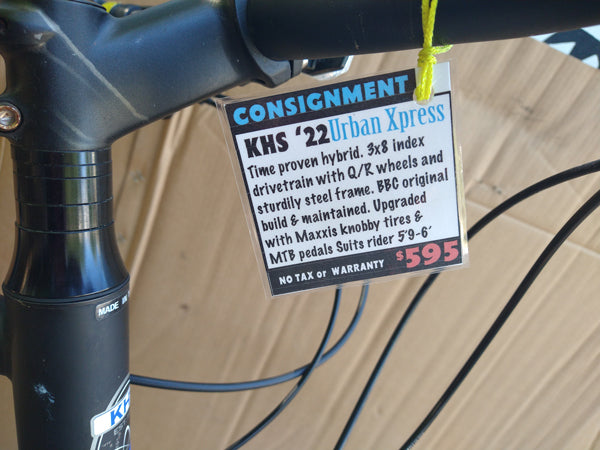 CONSIGNMENT
KHS '22 Urban Xpress
Time proven hybrid. 3x8 index
drivetrain with Q/R wheels and
sturdily steel frame. BBC original
build & maintained. Upgraded
with Maxxis knobby tires &
MTB pedals Suits rider 5'9-6'
NO TAX or WARRANTY $595
MADE IN
KH